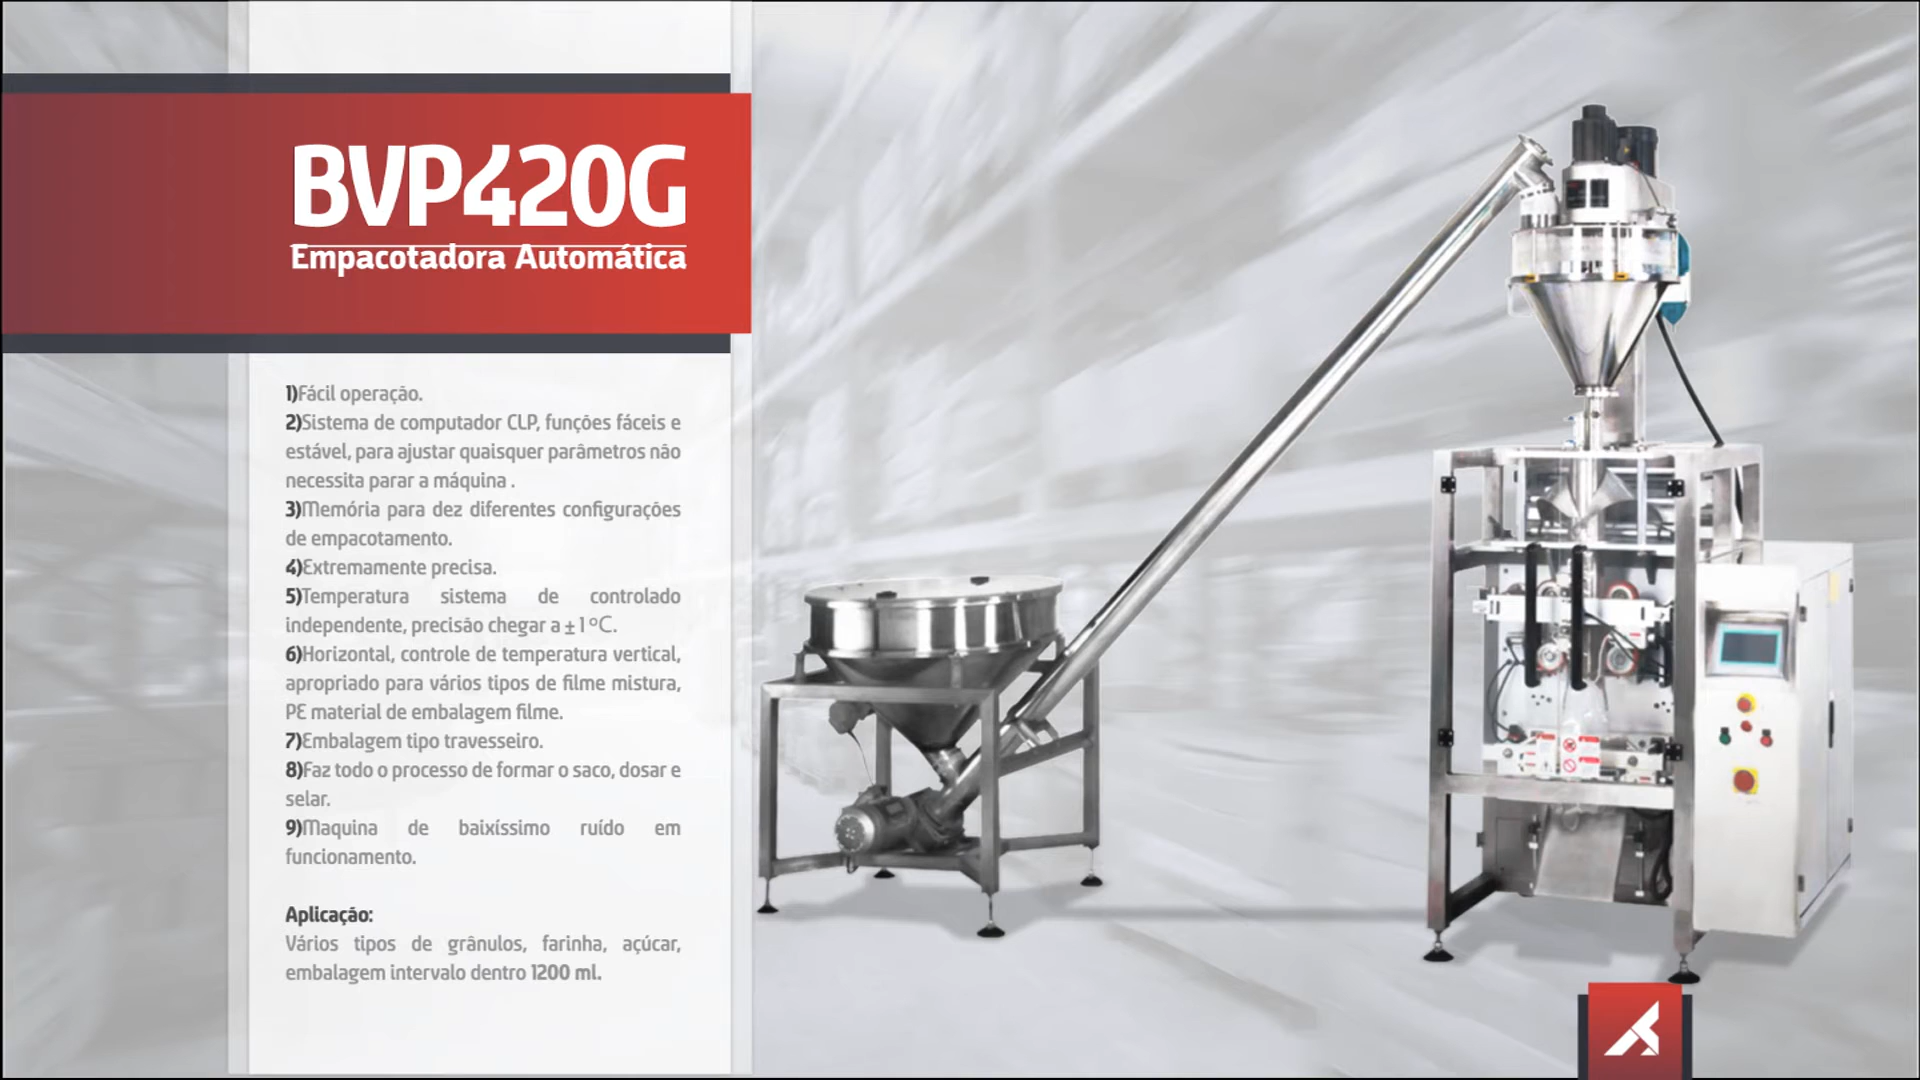 BVP420G
Empacotadora Automática
1)Fácil operação.
2)Sistema de computador CLP, funções fáceis e
estável, para ajustar quaisquer parâmetros não
necessita parar a máquina .
3)Memória para dez diferentes configurações
de empacotamento.
4)Extremamente precisa.
5)Temperatura sistema de controlado
independente, precisão chegar a ±1ºC.
6)Horizontal, controle de temperatura vertical,
apropriado para vários tipos de filme mistura,
PE material de embalagem filme.
7)Embalagem tipo travesseiro.
8)Faz todo o processo de formar o saco, dosar e
selar.
9)Maquina de baixíssimo ruído em
funcionamento.
Aplicação:
Vários tipos de grânulos, farinha, açúcar,
embalagem intervalo dentro 1200 ml.